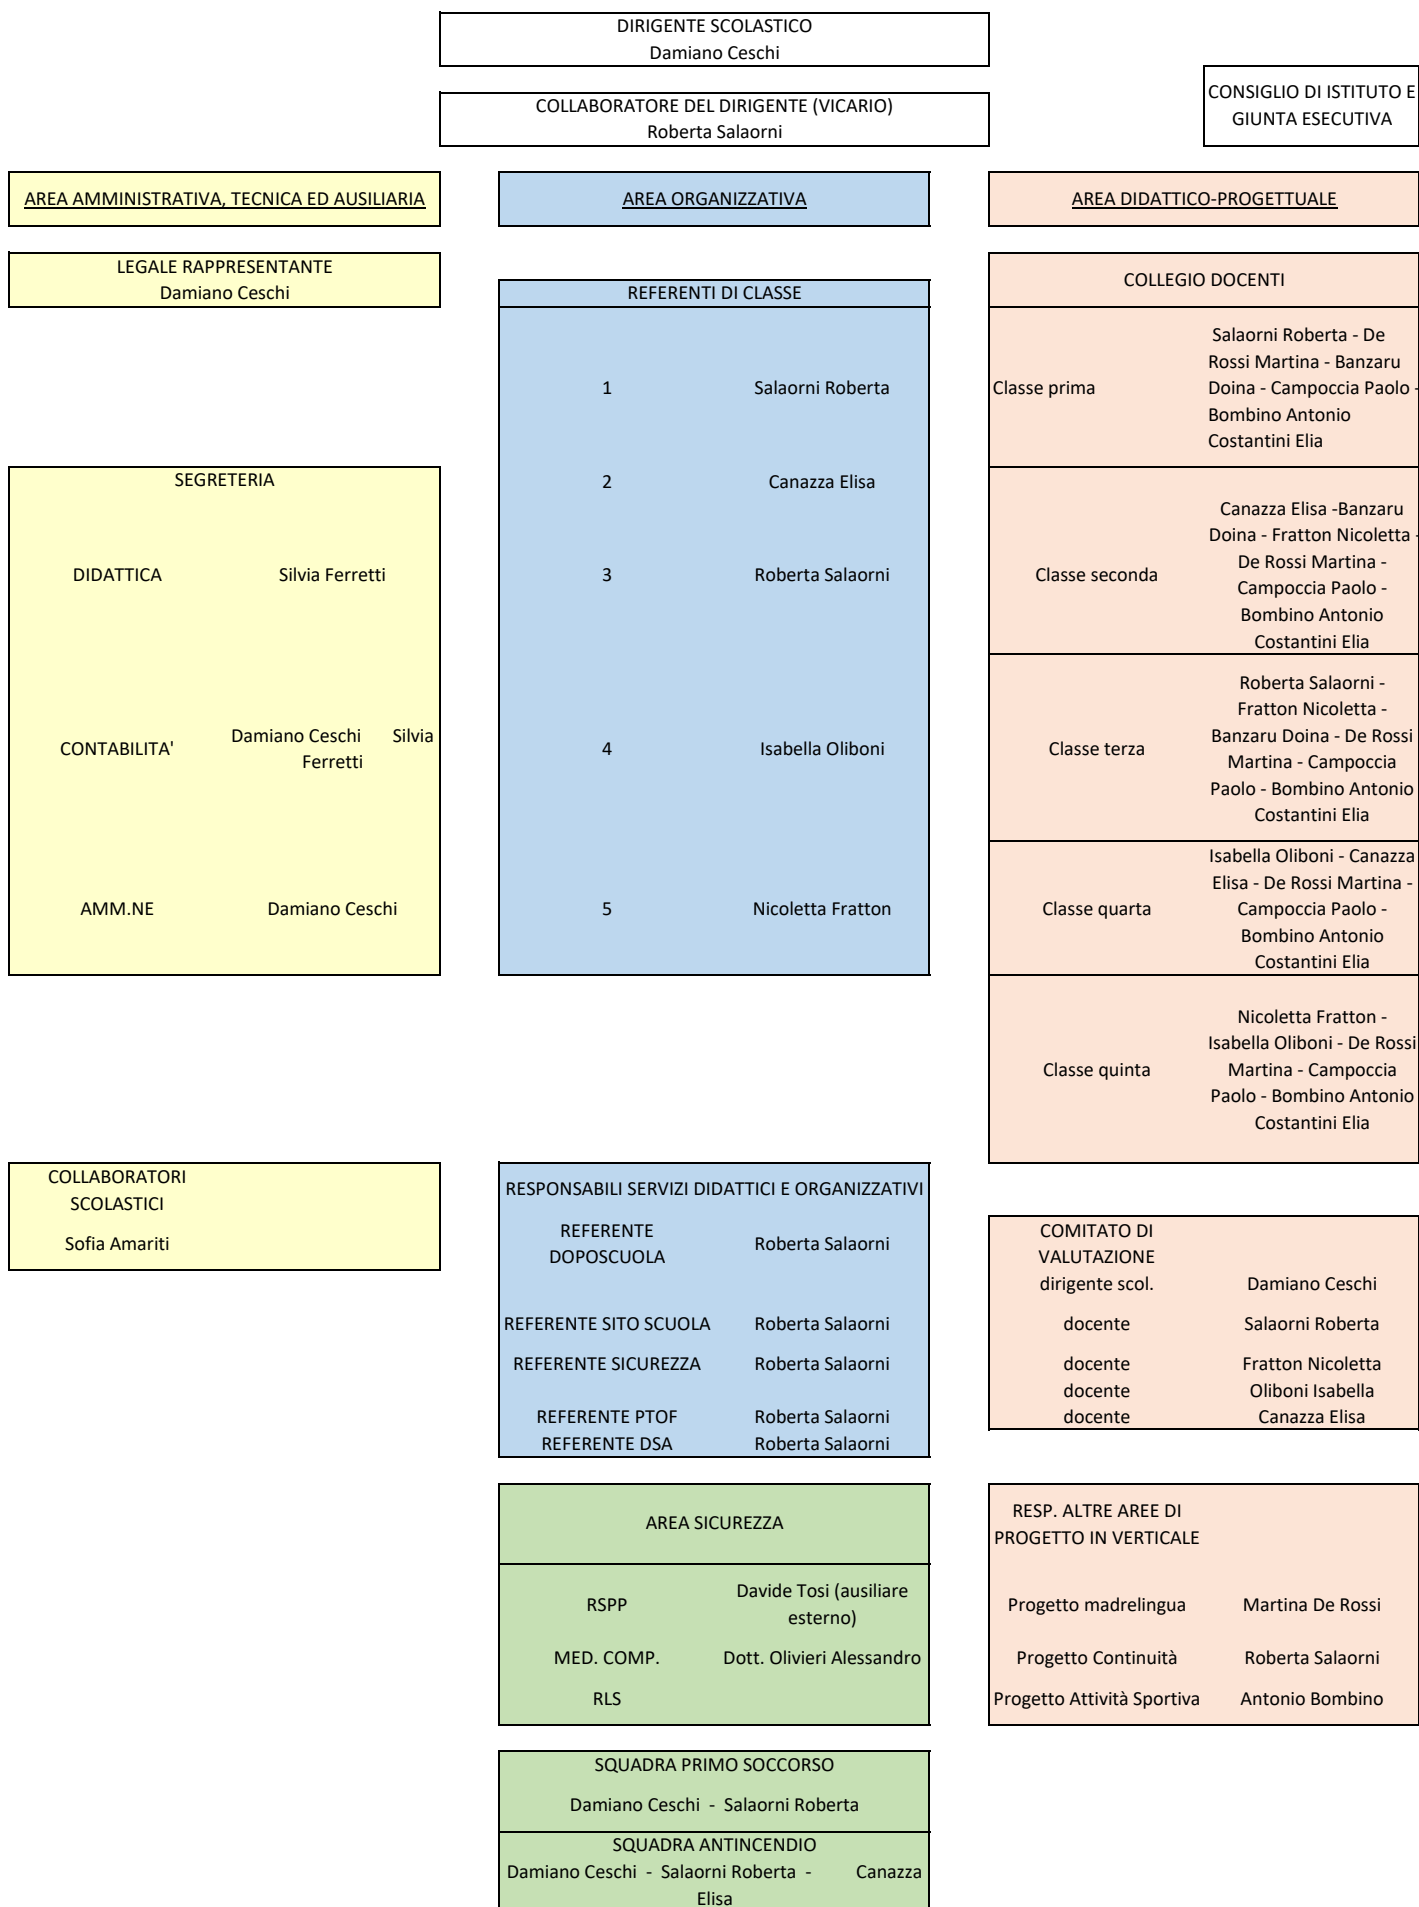 DIRIGENTE SCOLASTICO
Damiano Ceschi
COLLABORATORE DEL DIRIGENTE (VICARIO)
Roberta Salaorni
CONSIGLIO DI ISTITUTO E
GIUNTA ESECUTIVA
AREA AMMINISTRATIVA, TECNICA ED AUSILIARIA
LEGALE RAPPRESENTANTE
Damiano Ceschi
SEGRETERIA
DIDATTICA Silvia Ferretti
CONTABILITA' Damiano Ceschi Silvia
Ferretti
AMM.NE Damiano Ceschi
COLLABORATORI
SCOLASTICI
Sofia Amariti
AREA ORGANIZZATIVA
REFERENTI DI CLASSE
1 Salaorni Roberta
2 Canazza Elisa
3 Roberta Salaorni
4 Isabella Oliboni
5 Nicoletta Fratton
RESPONSABILI SERVIZI DIDATTICI E ORGANIZZATIVI
REFERENTE
DOPOSCUOLA Roberta Salaorni
REFERENTE SITO SCUOLA Roberta Salaorni
REFERENTE SICUREZZA Roberta Salaorni
REFERENTE PTOF Roberta Salaorni
REFERENTE DSA Roberta Salaorni
AREA SICUREZZA
RSPP Davide Tosi (ausiliare
esterno)
MED. COMP. Dott. Olivieri Alessandro
RLS
SQUADRA PRIMO SOCCORSO
Damiano Ceschi - Salaorni Roberta
SQUADRA ANTINCENDIO
Damiano Ceschi - Salaorni Roberta - Canazza
Elisa
AREA DIDATTICO-PROGETTUALE
COLLEGIO DOCENTI
Classe prima
Salaorni Roberta - De
Rossi Martina - Banzaru
Doina - Campoccia Paolo -
Bombino Antonio
Costantini Elia
Classe seconda
Canazza Elisa -Banzaru
Doina - Fratton Nicoletta -
De Rossi Martina -
Campoccia Paolo -
Bombino Antonio
Costantini Elia
Classe terza
Roberta Salaorni -
Fratton Nicoletta -
Banzaru Doina - De Rossi
Martina - Campoccia
Paolo - Bombino Antonio
Costantini Elia
Classe quarta
Isabella Oliboni - Canazza
Elisa - De Rossi Martina -
Campoccia Paolo -
Bombino Antonio
Costantini Elia
Classe quinta
Nicoletta Fratton -
Isabella Oliboni - De Rossi
Martina - Campoccia
Paolo - Bombino Antonio
Costantini Elia
COMITATO DI
VALUTAZIONE
dirigente scol. Damiano Ceschi
docente Salaorni Roberta
docente Fratton Nicoletta
docente Oliboni Isabella
docente Canazza Elisa
RESP. ALTRE AREE DI
PROGETTO IN VERTICALE
Progetto madrelingua Martina De Rossi
Progetto Continuità Roberta Salaorni
Progetto Attività Sportiva Antonio Bombino